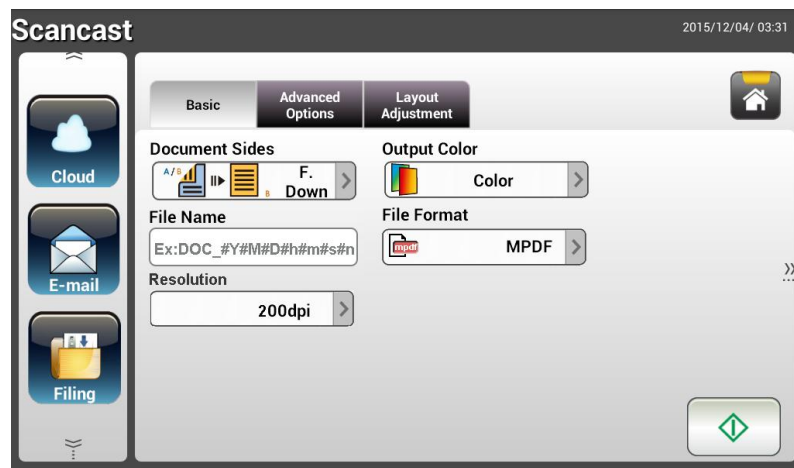 Scancast
2015/12/04/ 03:31
Basic
Advanced
Options
Layout
Adjustment
Cloud
E-mail
Filing
Document Sides
A/B
B
F.
Down
Output Color
Color
File Name
Ex:DOC_#Y#M#D#h#m#s#n
File Format
mpdf
MPDF
Resolution
200dpi